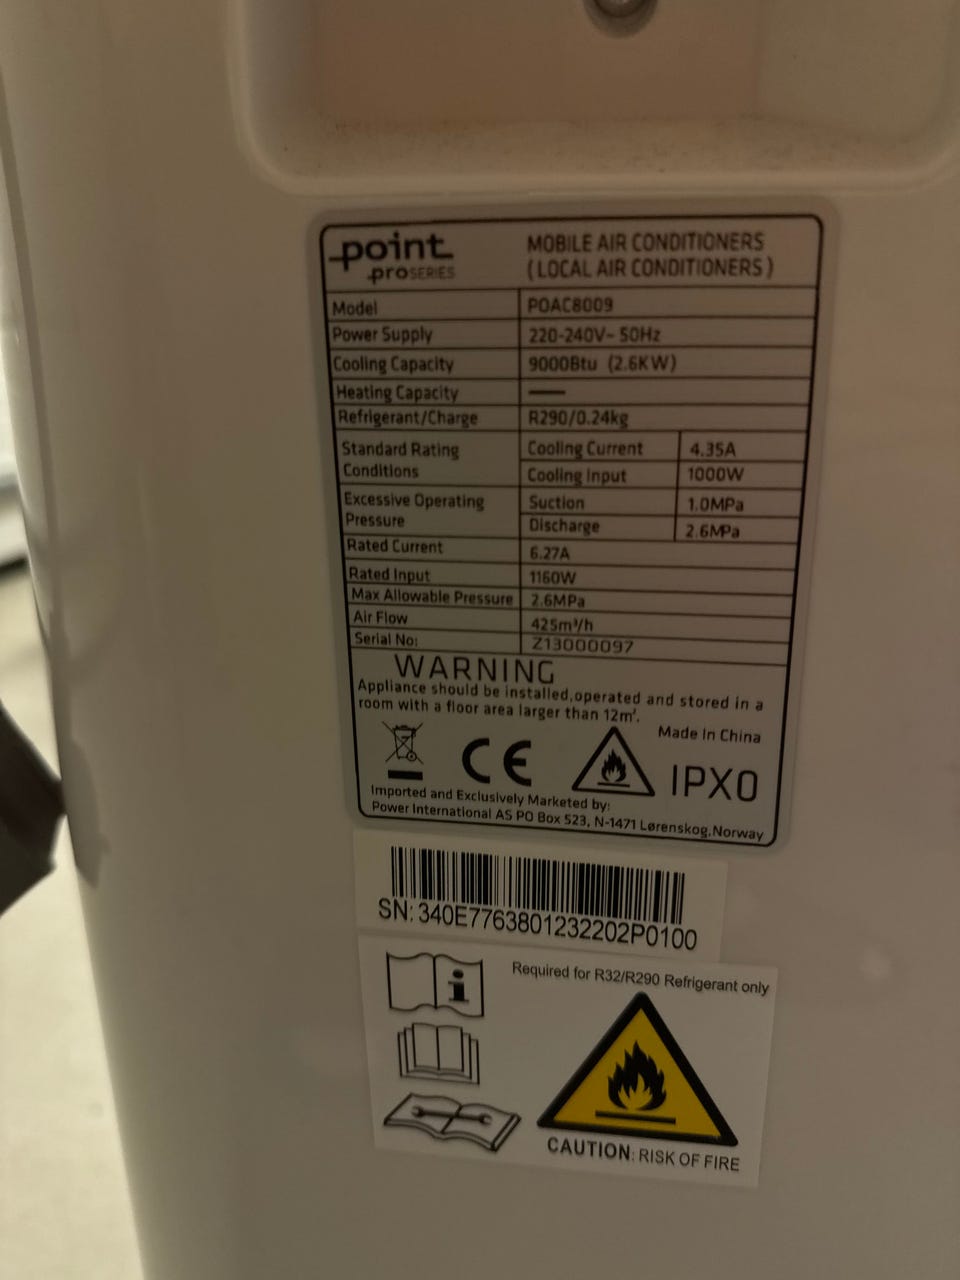 point
proSERIES
MOBILE AIR CONDITIONERS
(LOCAL AIR CONDITIONERS)
Model POAC8009
Power Supply 220-240V~ 50Hz
Cooling Capacity 9000Btu (2.6KW)
Heating Capacity —
Refrigerant/Charge R290/0.24kg
Standard Rating Conditions Cooling Current 4.35A
Cooling Input 1000W
Excessive Operating Pressure Suction 1.0MPa
Discharge 2.6MPa
Rated Current 6.27A
Rated Input 1160W
Max Allowable Pressure 2.6MPa
Air Flow 425m³/h
Serial No: Z13000097
WARNING
Appliance should be installed,operated and stored in a
room with a floor area larger than 12m².
Made In China
CE
IPX0
Imported and Exclusively Marketed by:
Power International AS PO Box 523, N-1471 Lørenskog,Norway
SN: 340E7763801232202P0100
Required for R32/R290 Refrigerant only
CAUTION: RISK OF FIRE